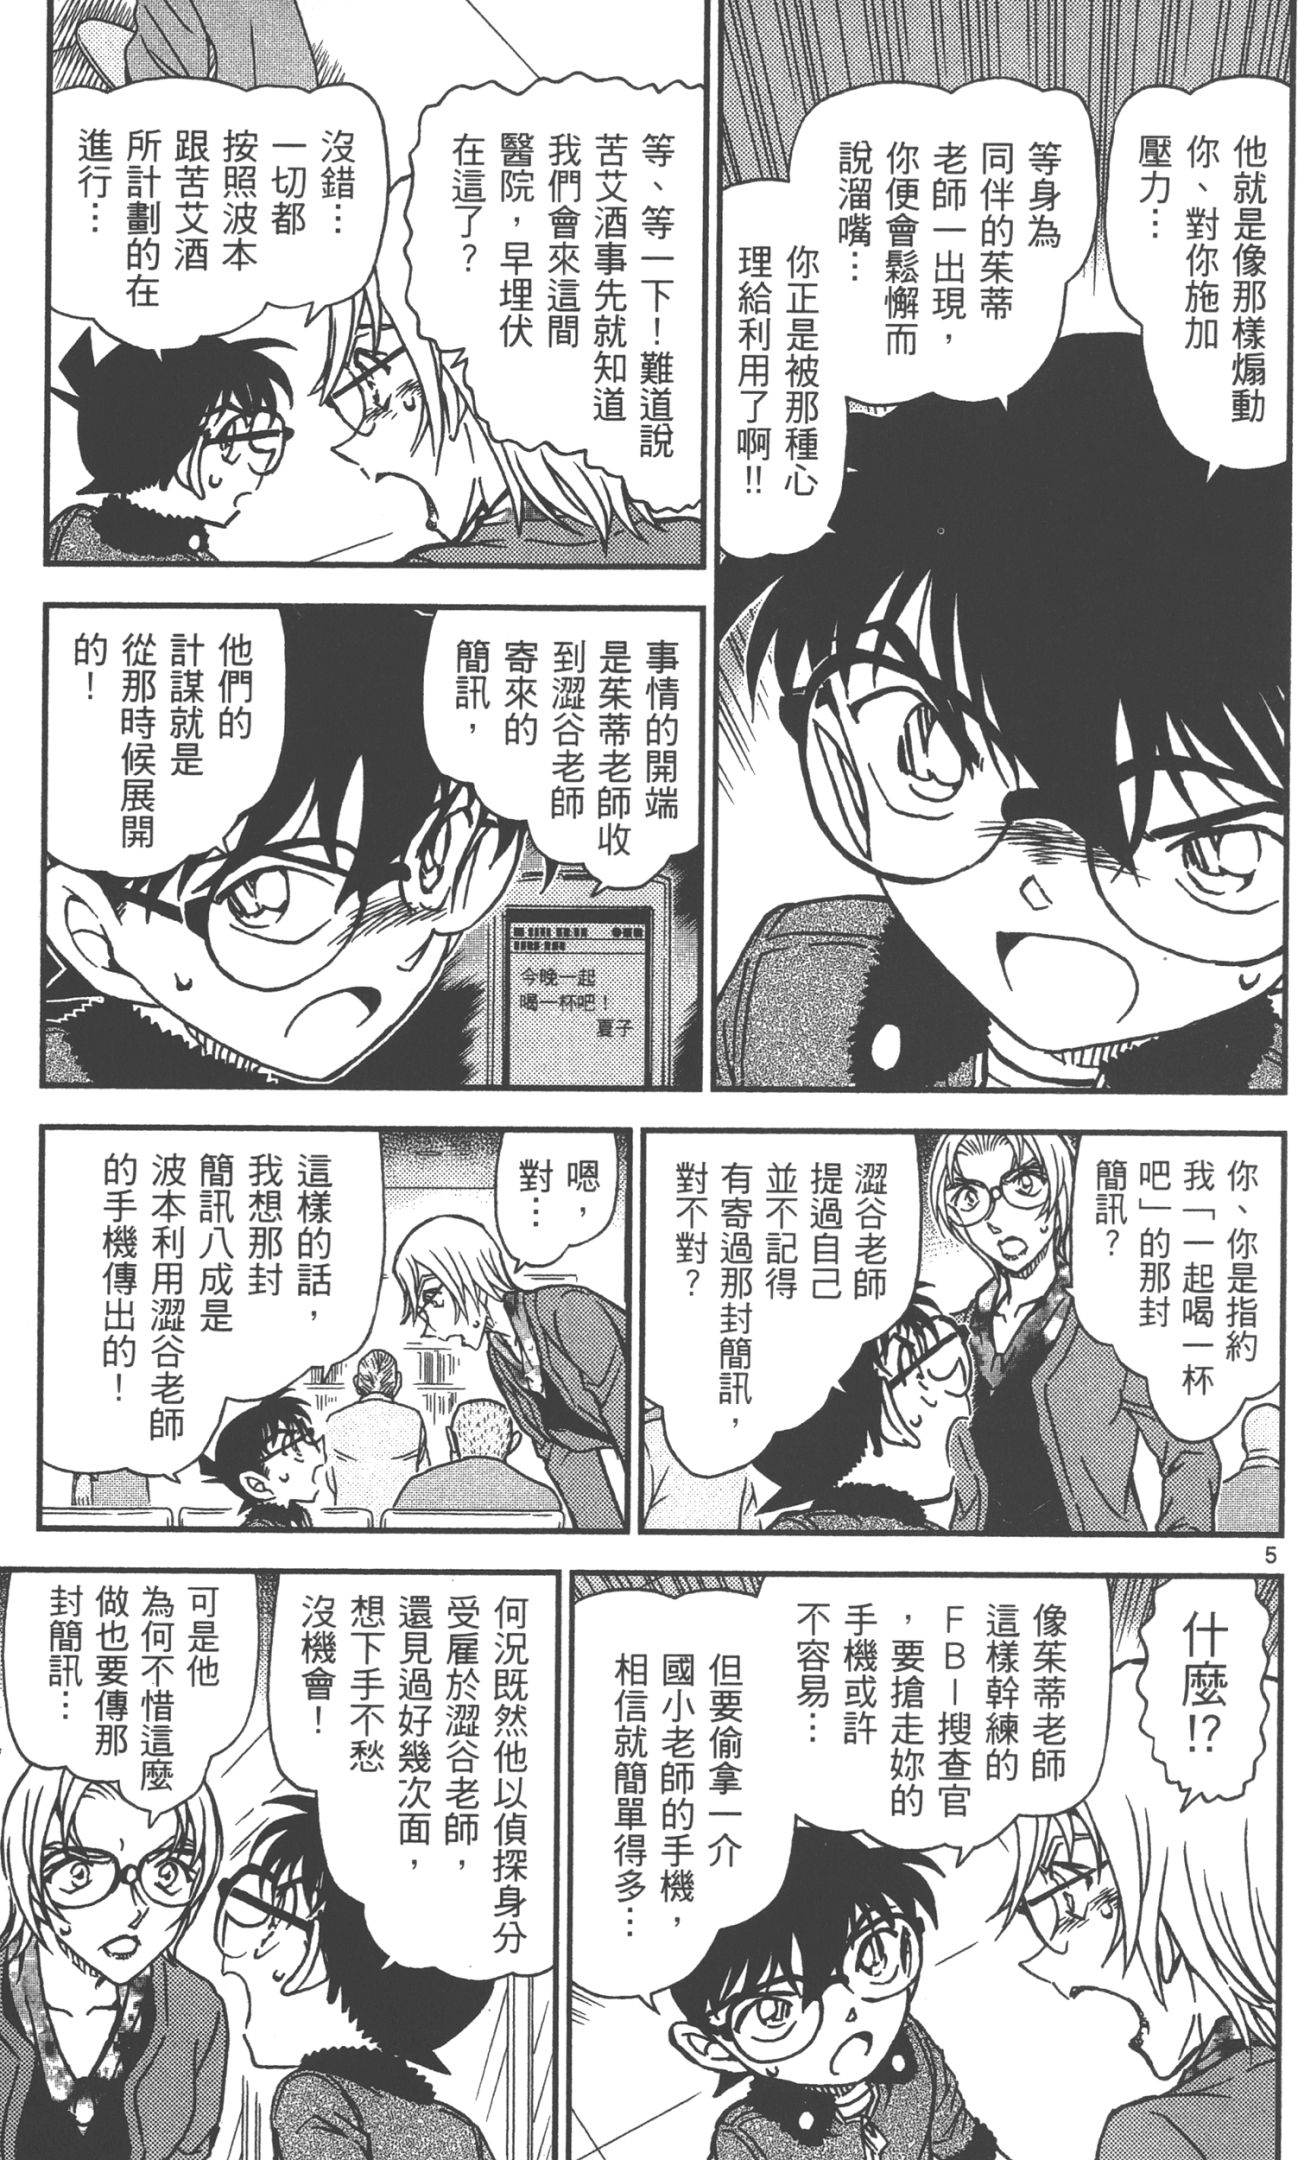 他就是像那樣煽動
你、對你施加
壓力…
等身為
同伴的茱蒂
老師一出現，
你便會鬆懈而
說溜嘴…
你正是被那種心
理給利用了啊!!
等、等一下！難道說
苦艾酒事先就知道
我們會來這間
醫院，早埋伏
在這了？
沒錯…
一切都
按照波本
跟苦艾酒
所計劃的在
進行…
事情的開端
是茱蒂老師收
到澀谷老師
寄來的
簡訊，
今晚一起
喝一杯吧！
夏子
他們的
計謀就是
從那時候展開
的！
你、你是指約
我「一起喝一杯
吧」的那封
簡訊？
澀谷老師
提過自己
並不記得
有寄過那封簡訊，
對不對？
嗯，
對…
這樣的話，
我想那封
簡訊八成是
波本利用澀谷老師
的手機傳出的！
5
什麼!?
像茱蒂老師
這樣幹練的
FBI搜查官
，要搶走妳的
手機或許
不容易…
但要偷拿一介
國小老師的手機，
相信就簡單得多…
何況既然他以偵探身分
受雇於澀谷老師，
還見過好幾次面，
想下手不愁
沒機會！
可是他
為何不惜這麼
做也要傳那
封簡訊…